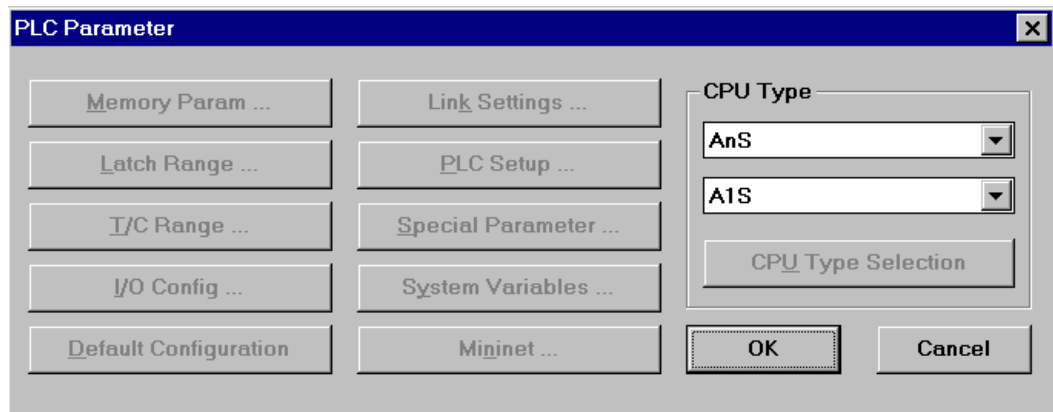 PLC Parameter
Memory Param ...
Link Settings ...
CPU Type
Latch Range ...
PLC Setup ...
AnS
T/C Range ...
Special Parameter ...
A1S
I/O Config ...
System Variables ...
CPU Type Selection
Default Configuration
Mininet ...
OK
Cancel